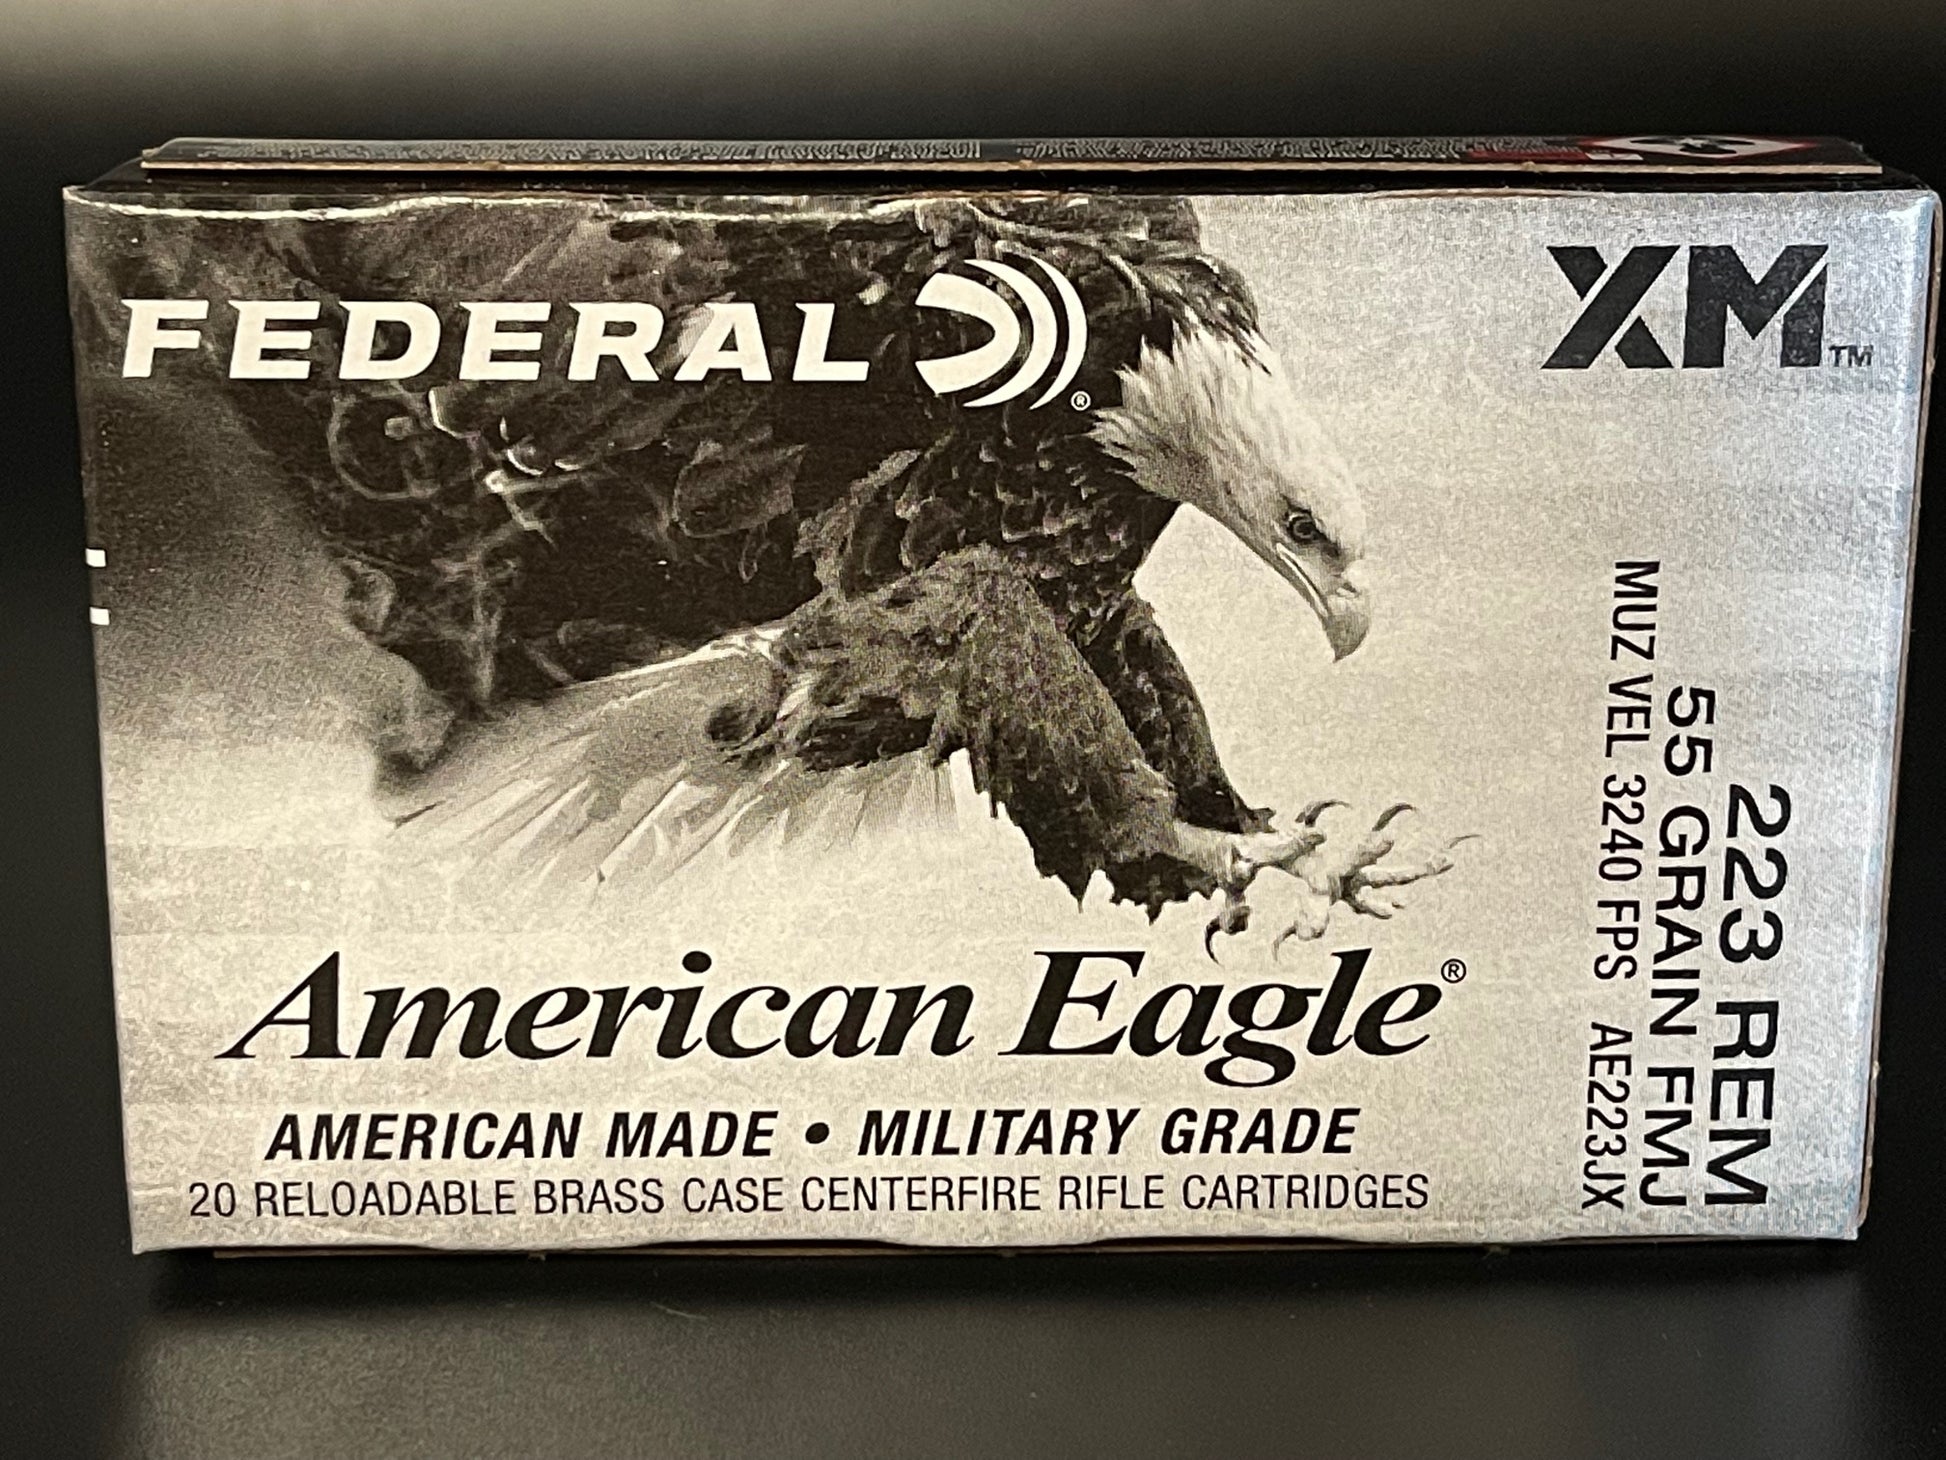 FEDERAL ®
XM™
American Eagle®
AMERICAN MADE • MILITARY GRADE
20 RELOADABLE BRASS CASE CENTERFIRE RIFLE CARTRIDGES
223 REM
55 GRAIN FMJ
MUZ VEL 3240 FPS AE223JX